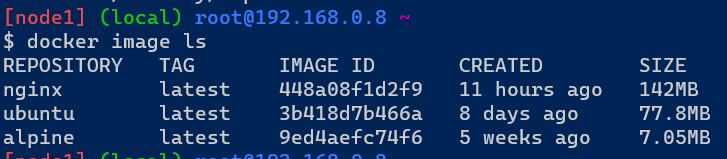 [node1] (local) root@192.168.0.8 ~
$ docker image ls
REPOSITORY TAG IMAGE ID CREATED SIZE
nginx latest 448a08f1d2f9 11 hours ago 142MB
ubuntu latest 3b418d7b466a 8 days ago 77.8MB
alpine latest 9ed4aefc74f6 5 weeks ago 7.05MB
[node1] (local) root@192.168.0.8